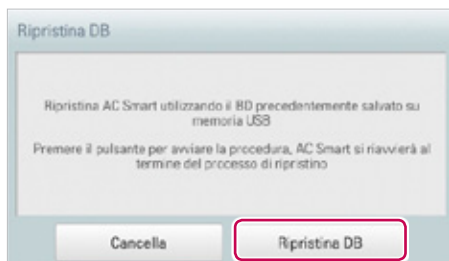 Ripristina DB
Ripristina AC Smart utilizzando il BD precedentemente salvato su
memoria USB
Premere il pulsante per avviare la procedura, AC Smart si riavvierà al
termine del processo di ripristino
Cancella
Ripristina DB